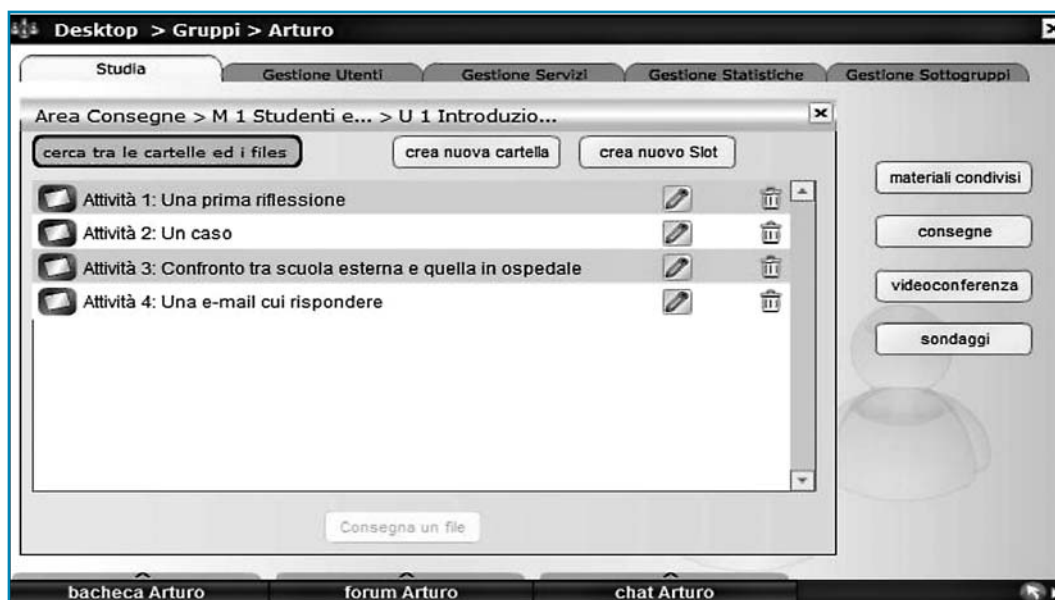 Desktop > Gruppi > Arturo
Studia Gestione Utenti Gestione Servizi Gestione Statistiche Gestione Sottogruppi
Area Consegne > M 1 Studenti e... > U 1 Introduzio...
cerca tra le cartelle ed i files crea nuova cartella crea nuovo Slot
Attività 1: Una prima riflessione
Attività 2: Un caso
Attività 3: Confronto tra scuola esterna e quella in ospedale
Attività 4: Una e-mail cui rispondere
materiali condivisi
consegne
videoconferenza
sondaggi
Consegna un file
bacheca Arturo forum Arturo chat Arturo